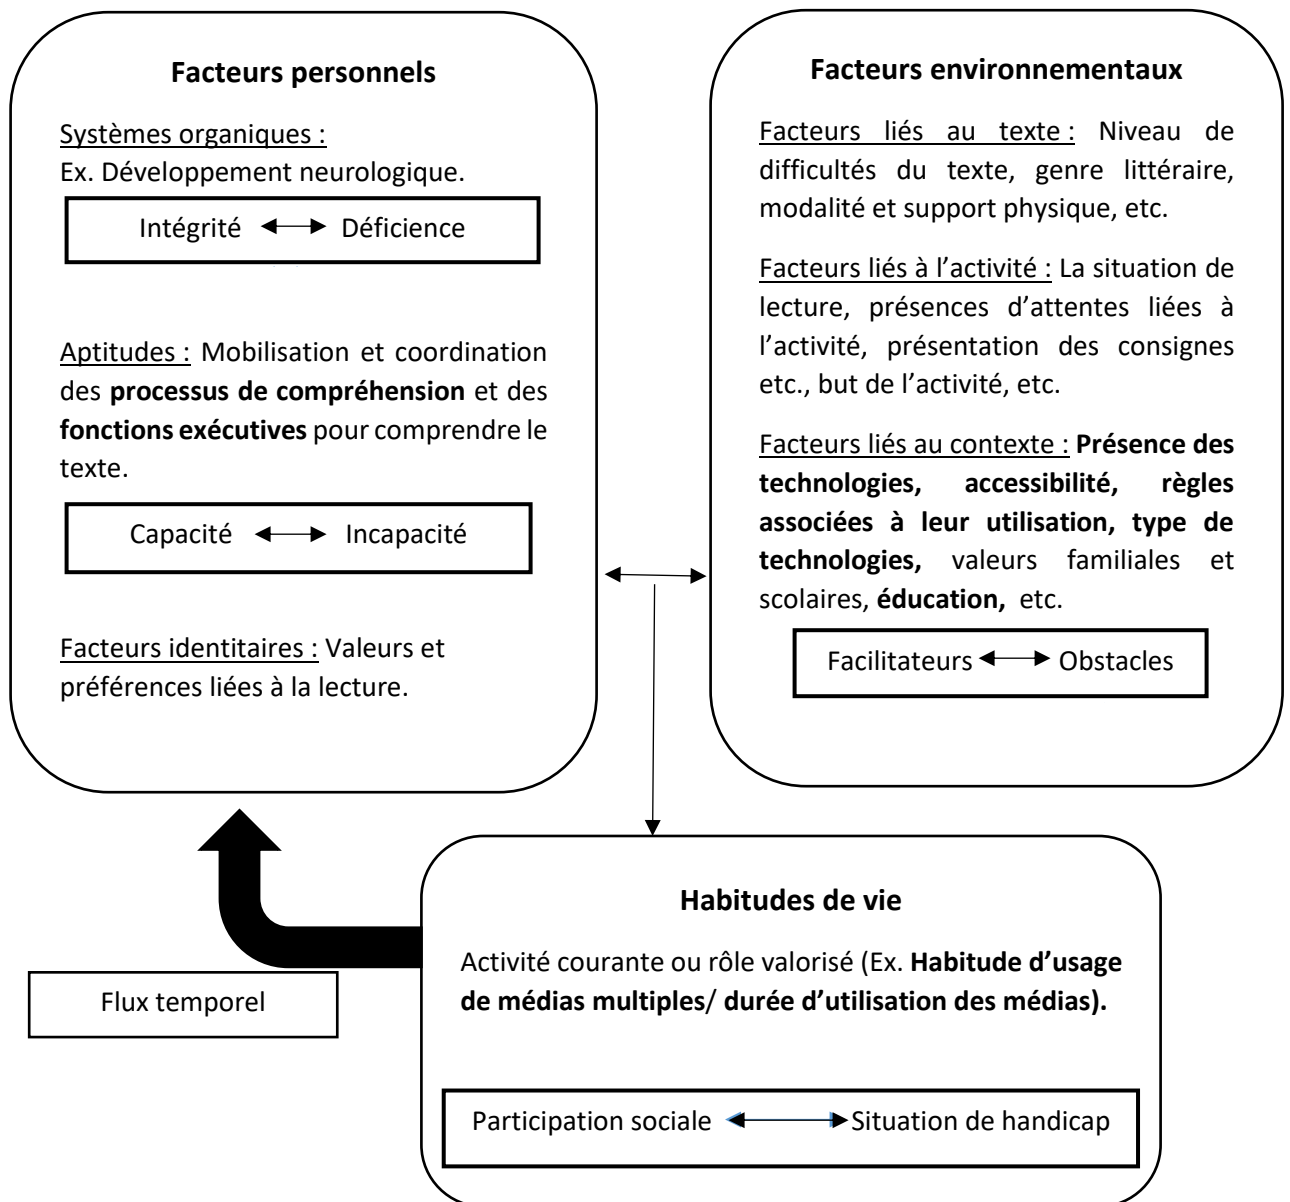 Facteurs personnels
Systèmes organiques :
Ex. Développement neurologique.
Intégrité Déficience
Aptitudes : Mobilisation et coordination
des processus de compréhension et des
fonctions exécutives pour comprendre le
texte.
Capacité Incapacité
Facteurs identitaires : Valeurs et
préférences liées à la lecture.
Facteurs environnementaux
Facteurs liés au texte : Niveau de
difficultés du texte, genre littéraire,
modalité et support physique, etc.
Facteurs liés à l’activité : La situation de
lecture, présences d’attentes liées à
l’activité, présentation des consignes
etc., but de l’activité, etc.
Facteurs liés au contexte : Présence des
technologies, accessibilité, règles
associées à leur utilisation, type de
technologies, valeurs familiales et
scolaires, éducation, etc.
Facilitateurs Obstacles
Habitudes de vie
Activité courante ou rôle valorisé (Ex. Habitude d’usage
de médias multiples/ durée d’utilisation des médias).
Participation sociale Situation de handicap
Flux temporel